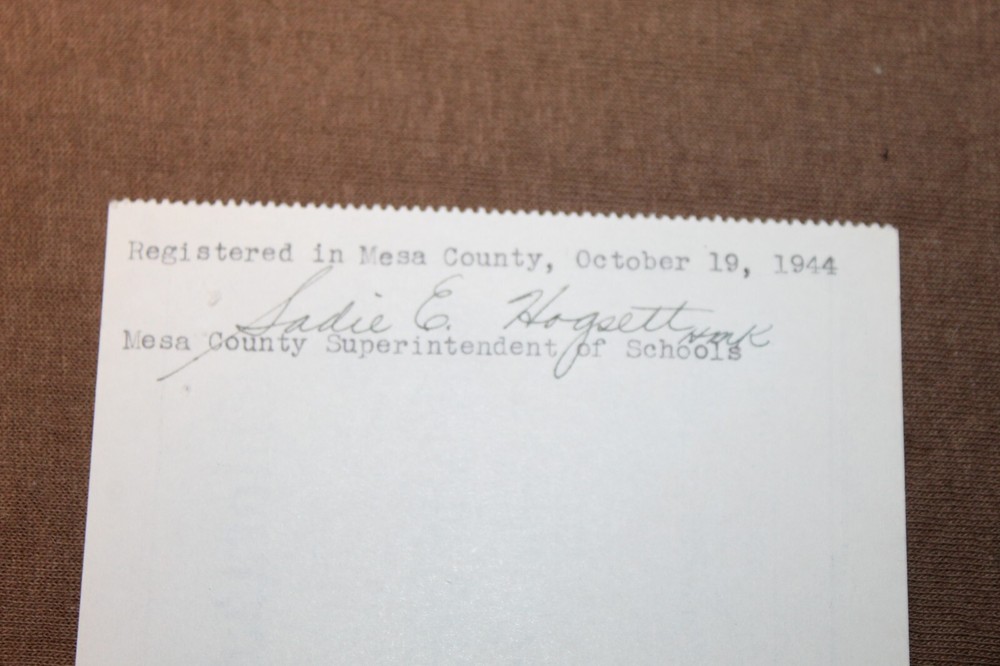 Registered in Mesa County, October 19, 1944
Sadie E. Hogsett
Mesa County Superintendent of Schools